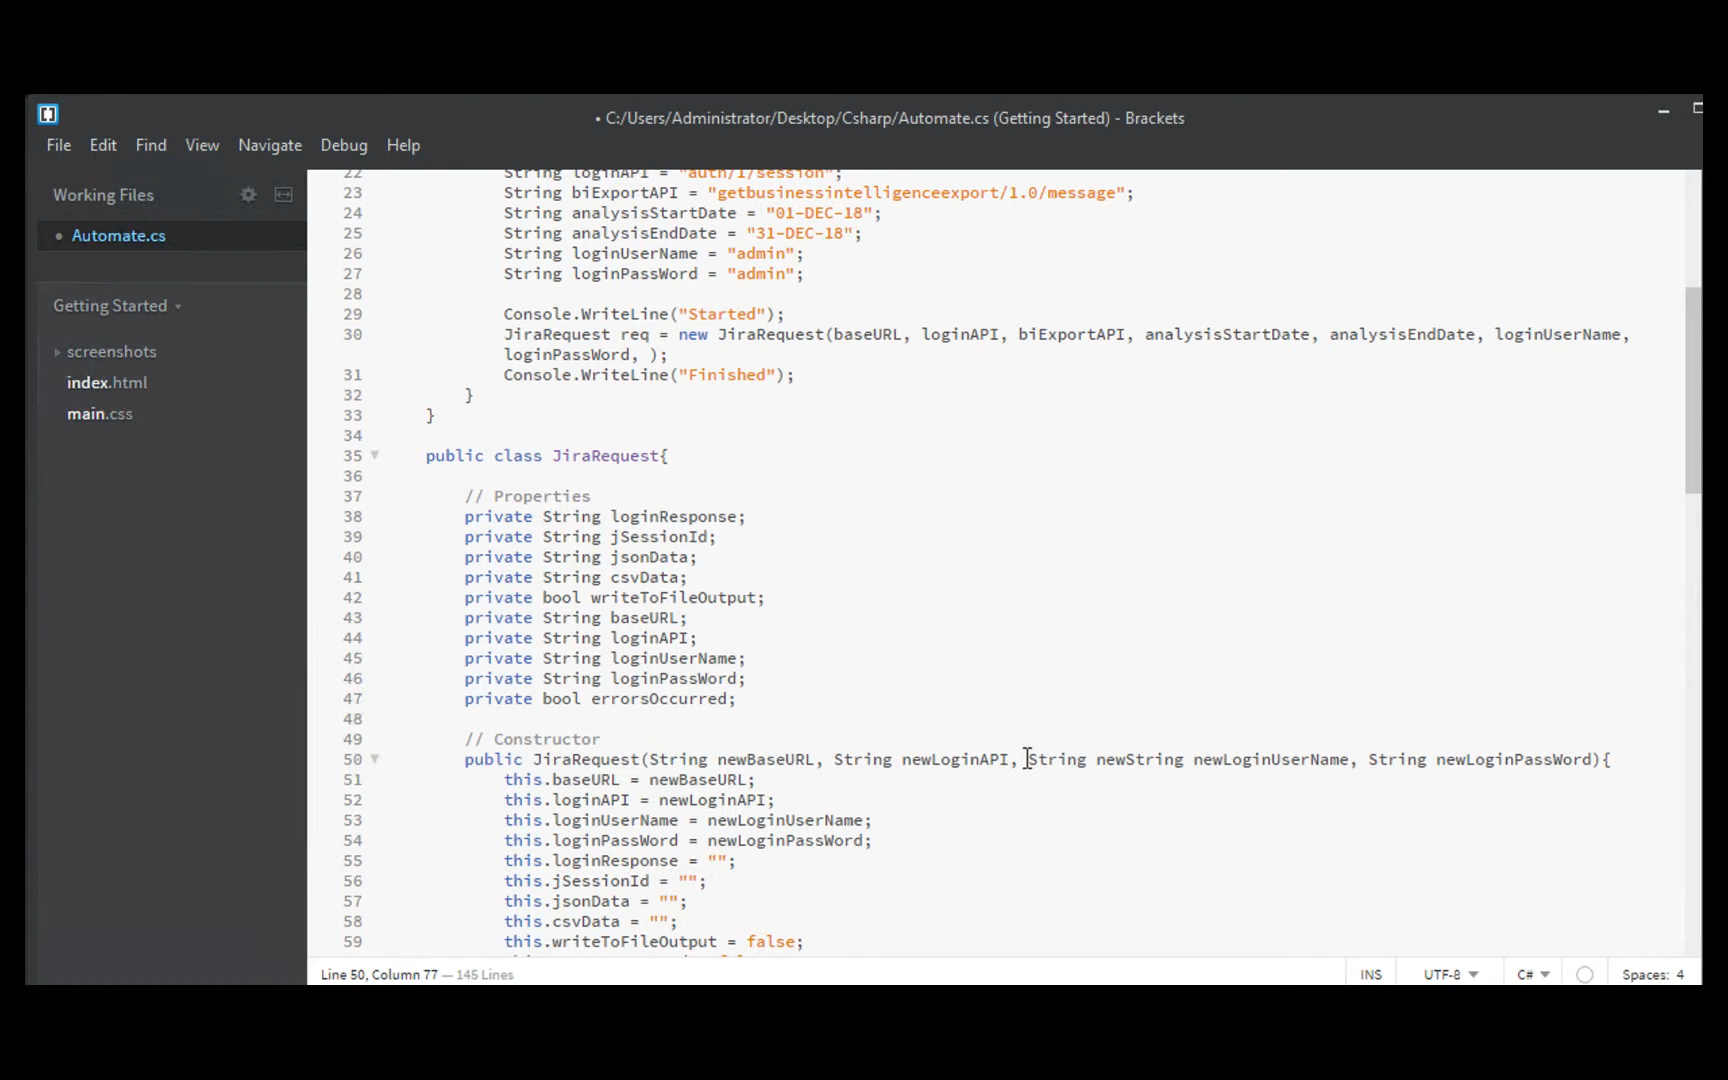 • C:/Users/Administrator/Desktop/Csharp/Automate.cs (Getting Started) - Brackets
File Edit Find View Navigate Debug Help
Working Files
Automate.cs
Getting Started
screenshots
index.html
main.css
22 String loginAPI = "auth/1/session";
23 String biExportAPI = "getbusinessintelligenceexport/1.0/message";
24 String analysisStartDate = "01-DEC-18";
25 String analysisEndDate = "31-DEC-18";
26 String loginUserName = "admin";
27 String loginPassWord = "admin";
28
29 Console.WriteLine("Started");
30 JiraRequest req = new JiraRequest(baseURL, loginAPI, biExportAPI, analysisStartDate, analysisEndDate, loginUserName,
loginPassWord, );
31 Console.WriteLine("Finished");
32 }
33 }
34
35 public class JiraRequest{
36
37 // Properties
38 private String loginResponse;
39 private String jSessionId;
40 private String jsonData;
41 private String csvData;
42 private bool writeToFileOutput;
43 private String baseURL;
44 private String loginAPI;
45 private String loginUserName;
46 private String loginPassWord;
47 private bool errorsOccurred;
48
49 // Constructor
50 public JiraRequest(String newBaseURL, String newLoginAPI, String newString newLoginUserName, String newLoginPassWord){
51 this.baseURL = newBaseURL;
52 this.loginAPI = newLoginAPI;
53 this.loginUserName = newLoginUserName;
54 this.loginPassWord = newLoginPassWord;
55 this.loginResponse = "";
56 this.jSessionId = "";
57 this.jsonData = "";
58 this.csvData = "";
59 this.writeToFileOutput = false;
Line 50, Column 77 — 145 Lines
INS UTF-8 C# Spaces: 4